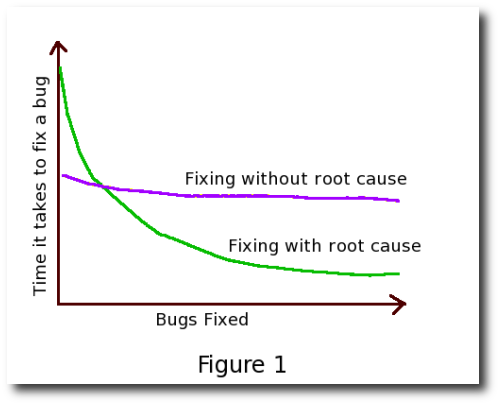 Time it takes to fix a bug
Fixing without root cause
Fixing with root cause
Bugs Fixed
Figure 1